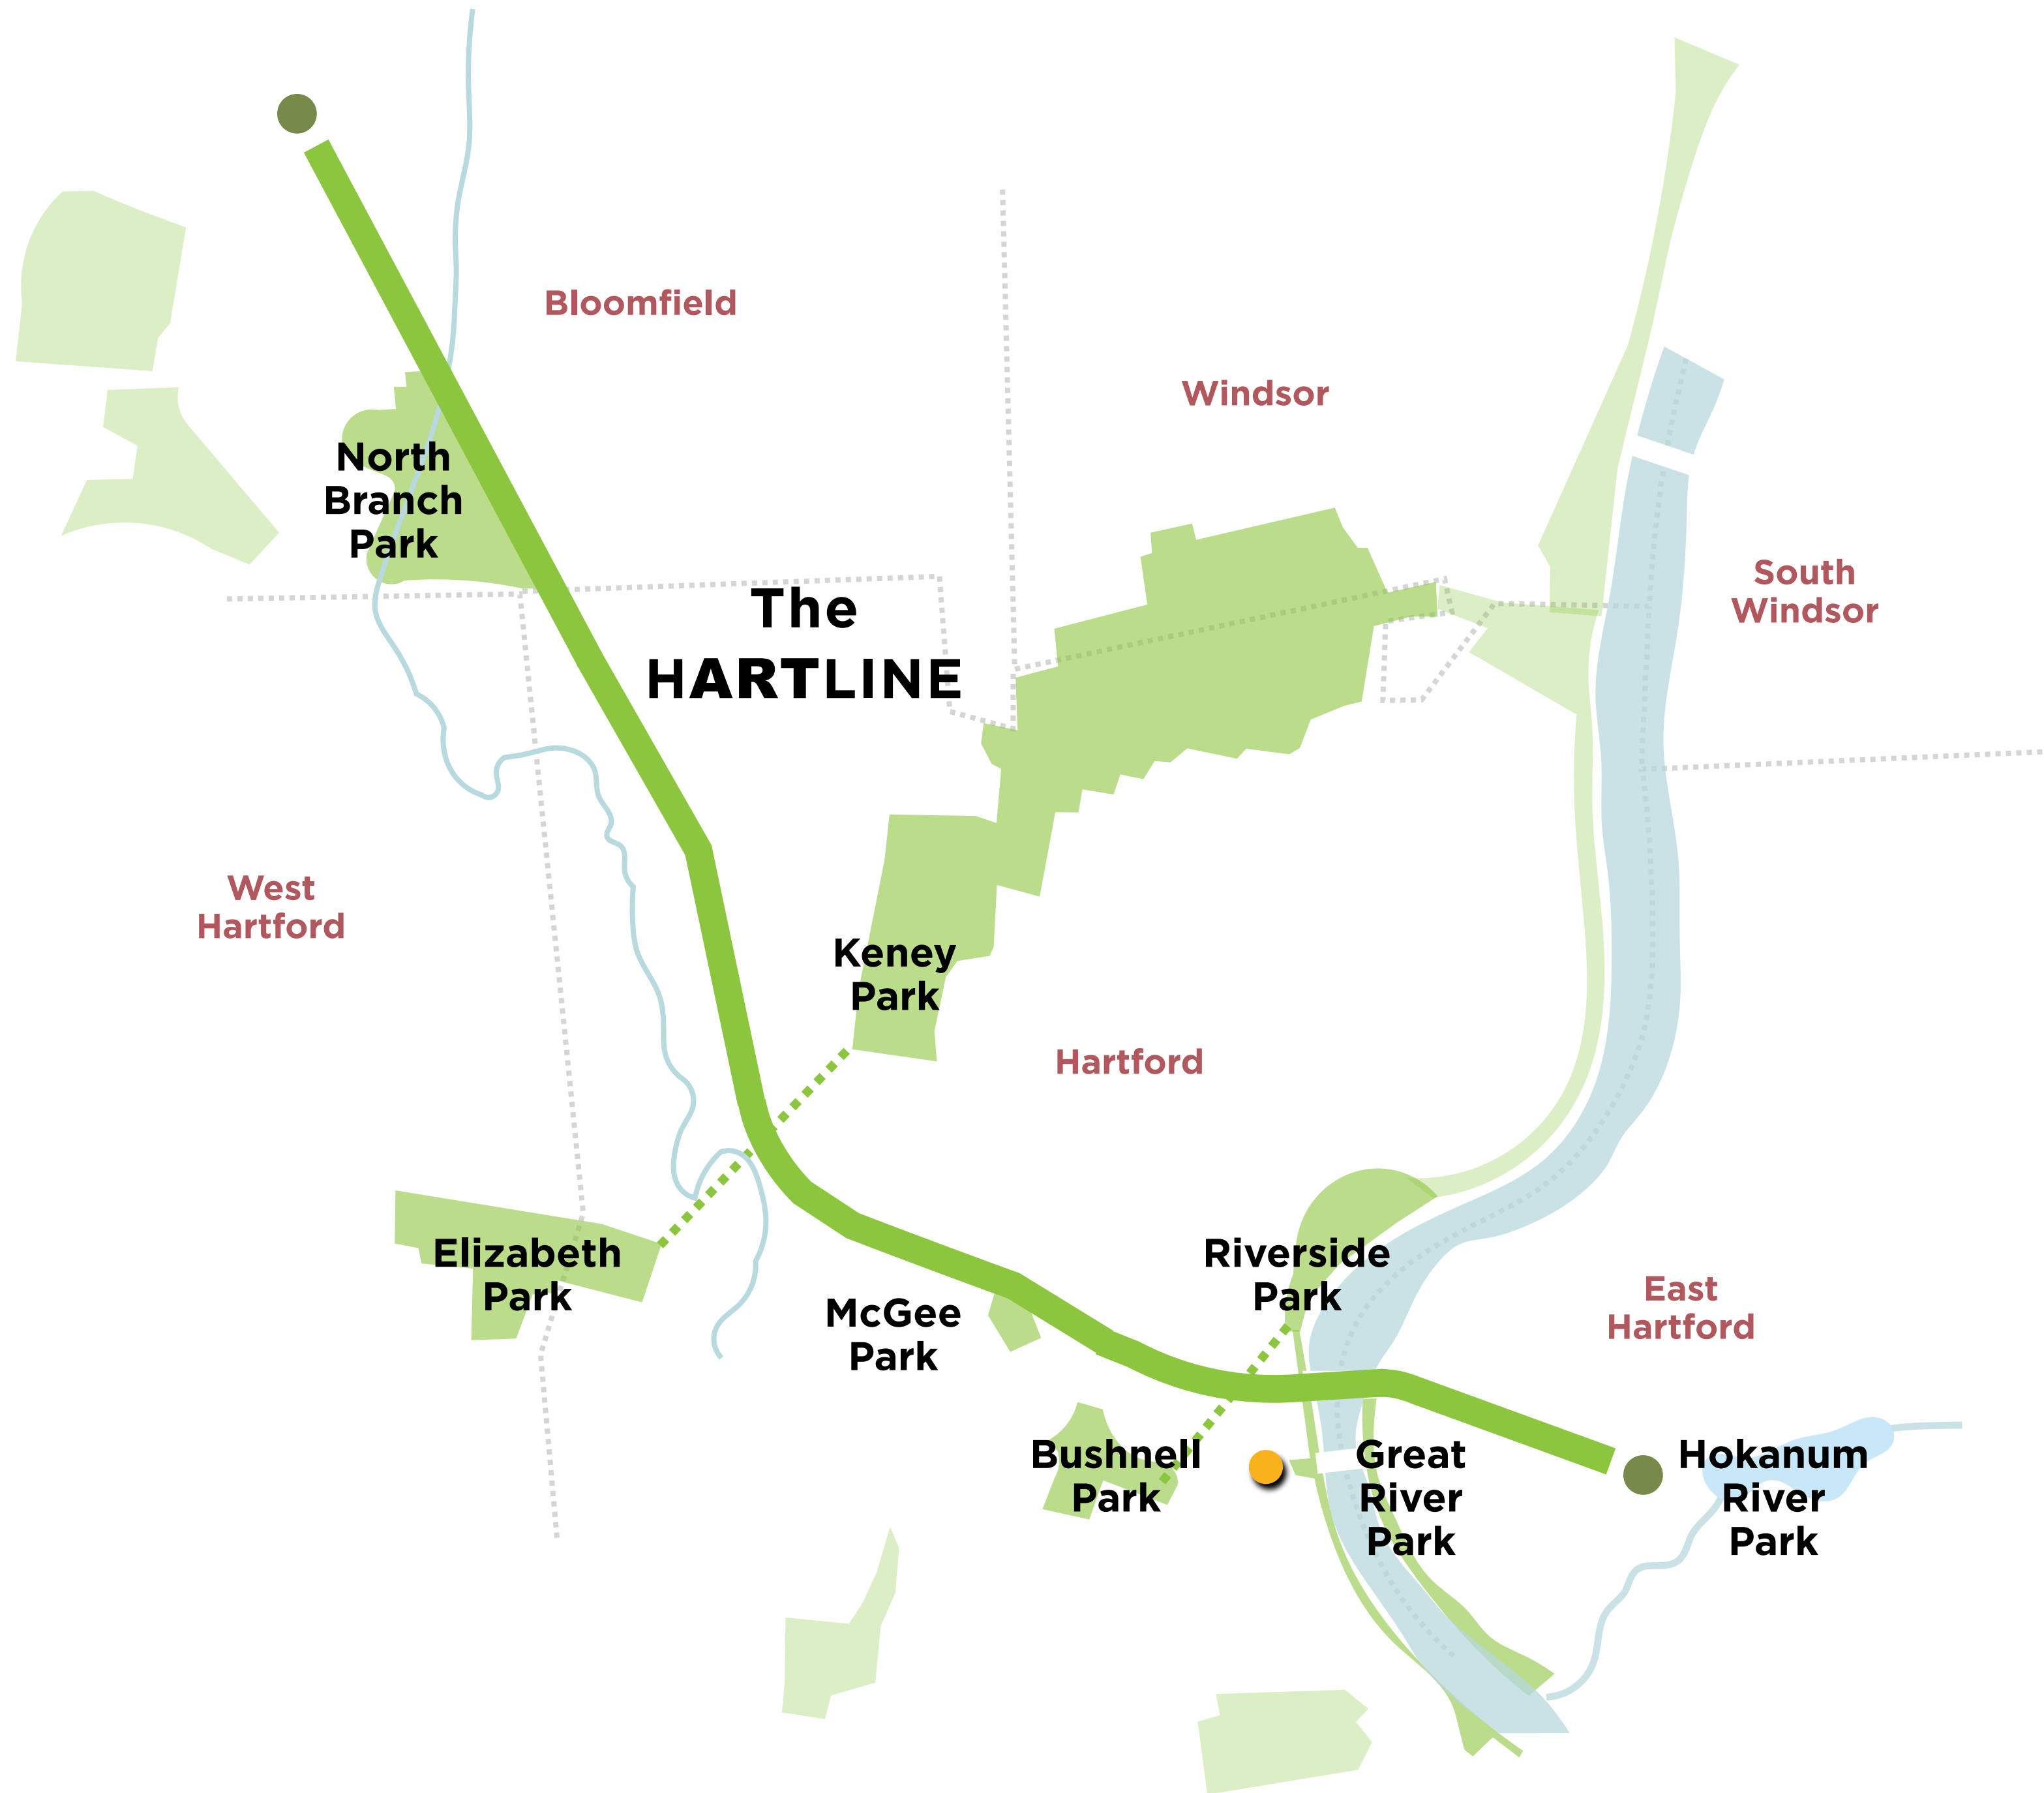 Bloomfield
Windsor
North
Branch
Park
South
Windsor
The
HARTLINE
West
Hartford
Keney
Park
Hartford
Elizabeth
Park
McGee
Park
Riverside
Park
East
Hartford
Bushnell
Park
Great
River
Park
Hokanum
River
Park